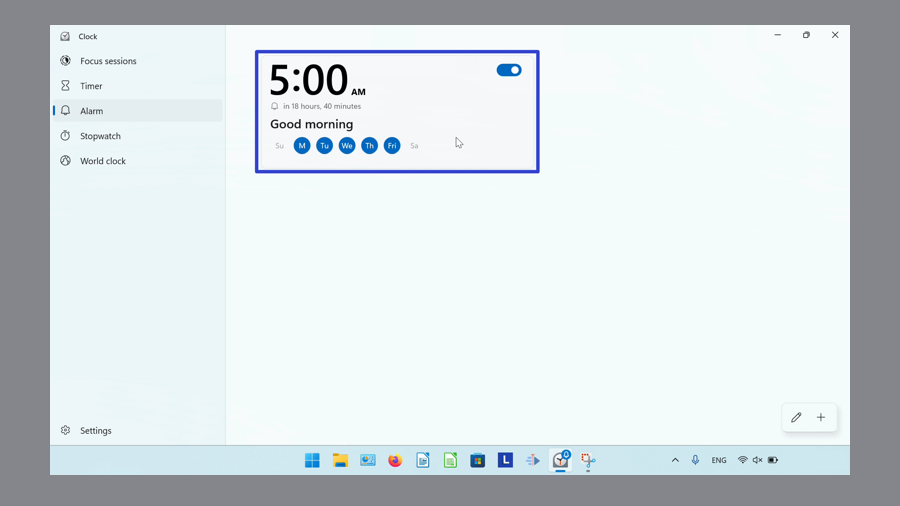 Clock
Focus sessions
Timer
Alarm
Stopwatch
World clock
Settings
5:00 AM
in 18 hours, 40 minutes
Good morning
Su M Tu We Th Fri Sa
L
ENG